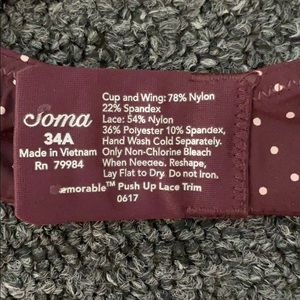 Soma
34A
Made in Vietnam
Rn 79984
Cup and Wing: 78% Nylon
22% Spandex
Lace: 54% Nylon
36% Polyester 10% Spandex,
Hand Wash Cold Separately.
Only Non-Chlorine Bleach
When Needed. Reshape,
Lay Flat to Dry. Do not Iron.
emorable™ Push Up Lace Trim
0617